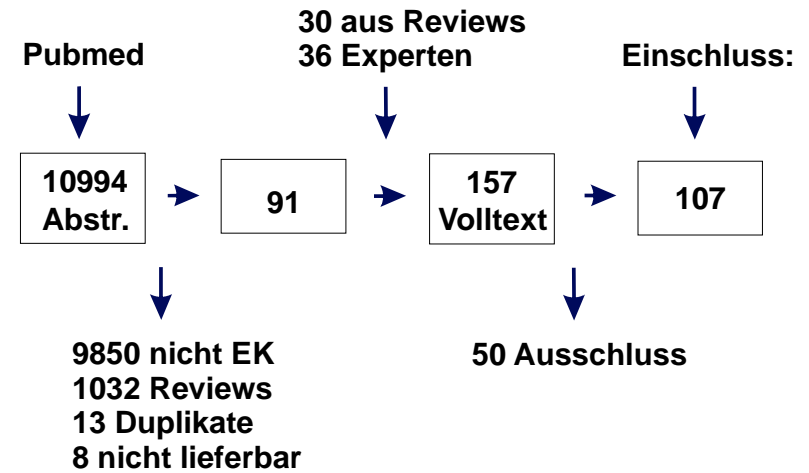 30 aus Reviews
36 Experten
Pubmed
Einschluss:
10994
Abstr.
91
157
Volltext
107
9850 nicht EK
1032 Reviews
13 Duplikate
8 nicht lieferbar
50 Ausschluss